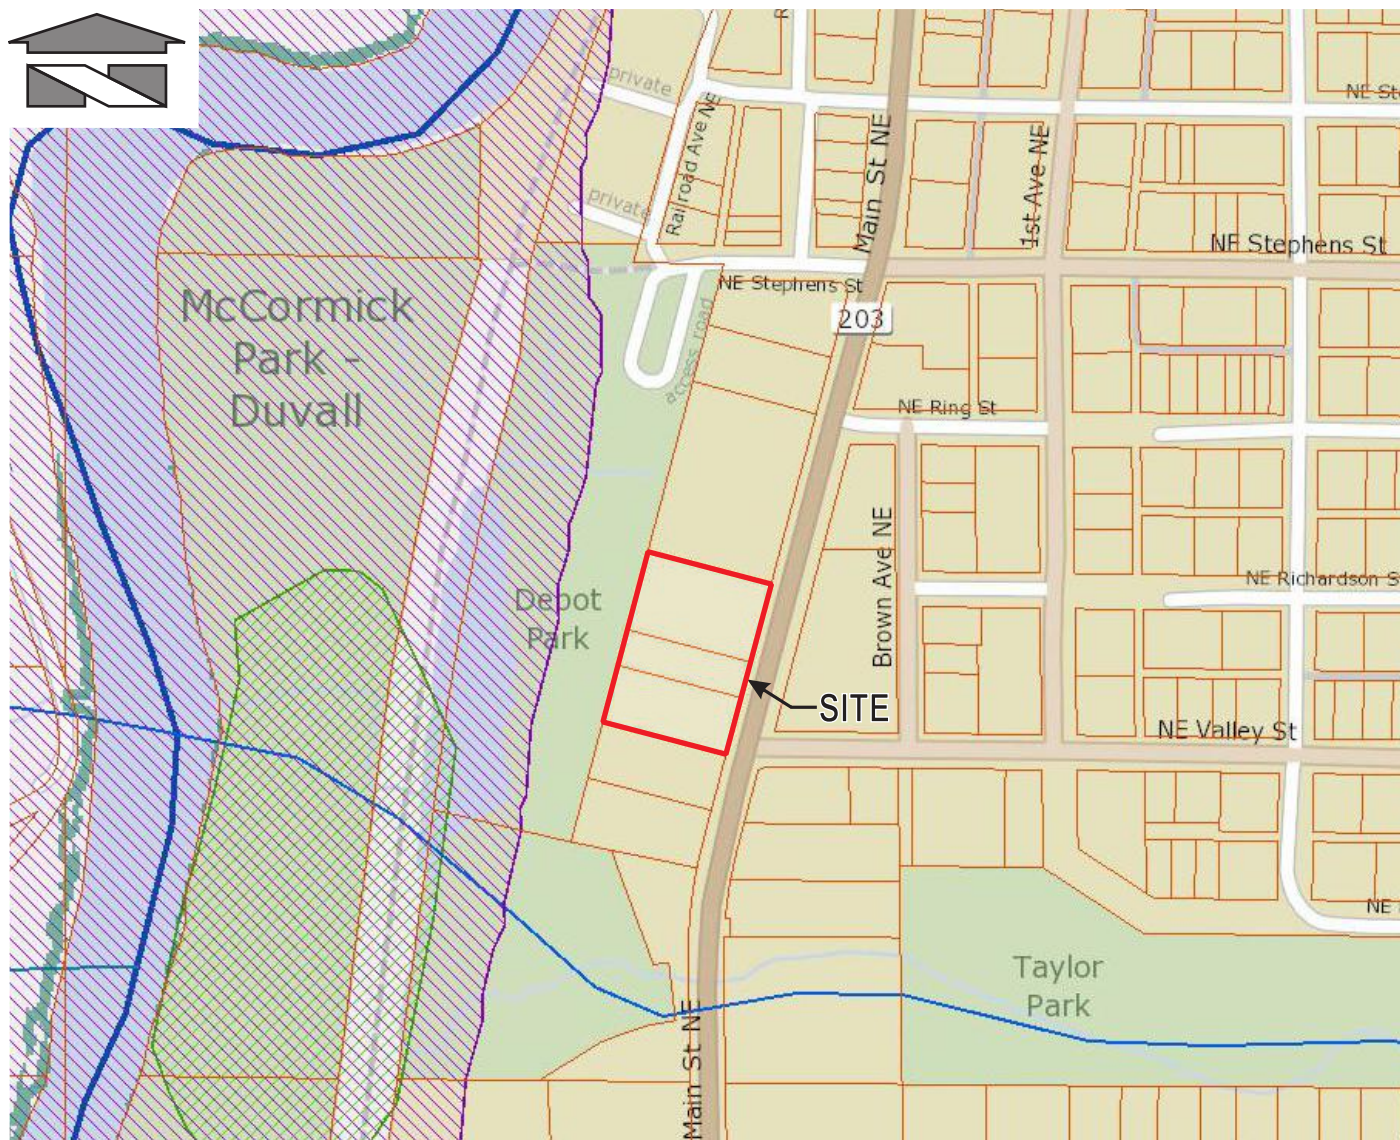 private
NE St
Railroad Ave NE
Main St NE
1st Ave NE
private
NE Stephens St
NE Stephens St
McCormick
Park -
Duvall
access road
203
NE Ring St
Brown Ave NE
NE Richardson S
Depot
Park
SITE
NE Valley St
NE
Taylor
Park
Main St NE